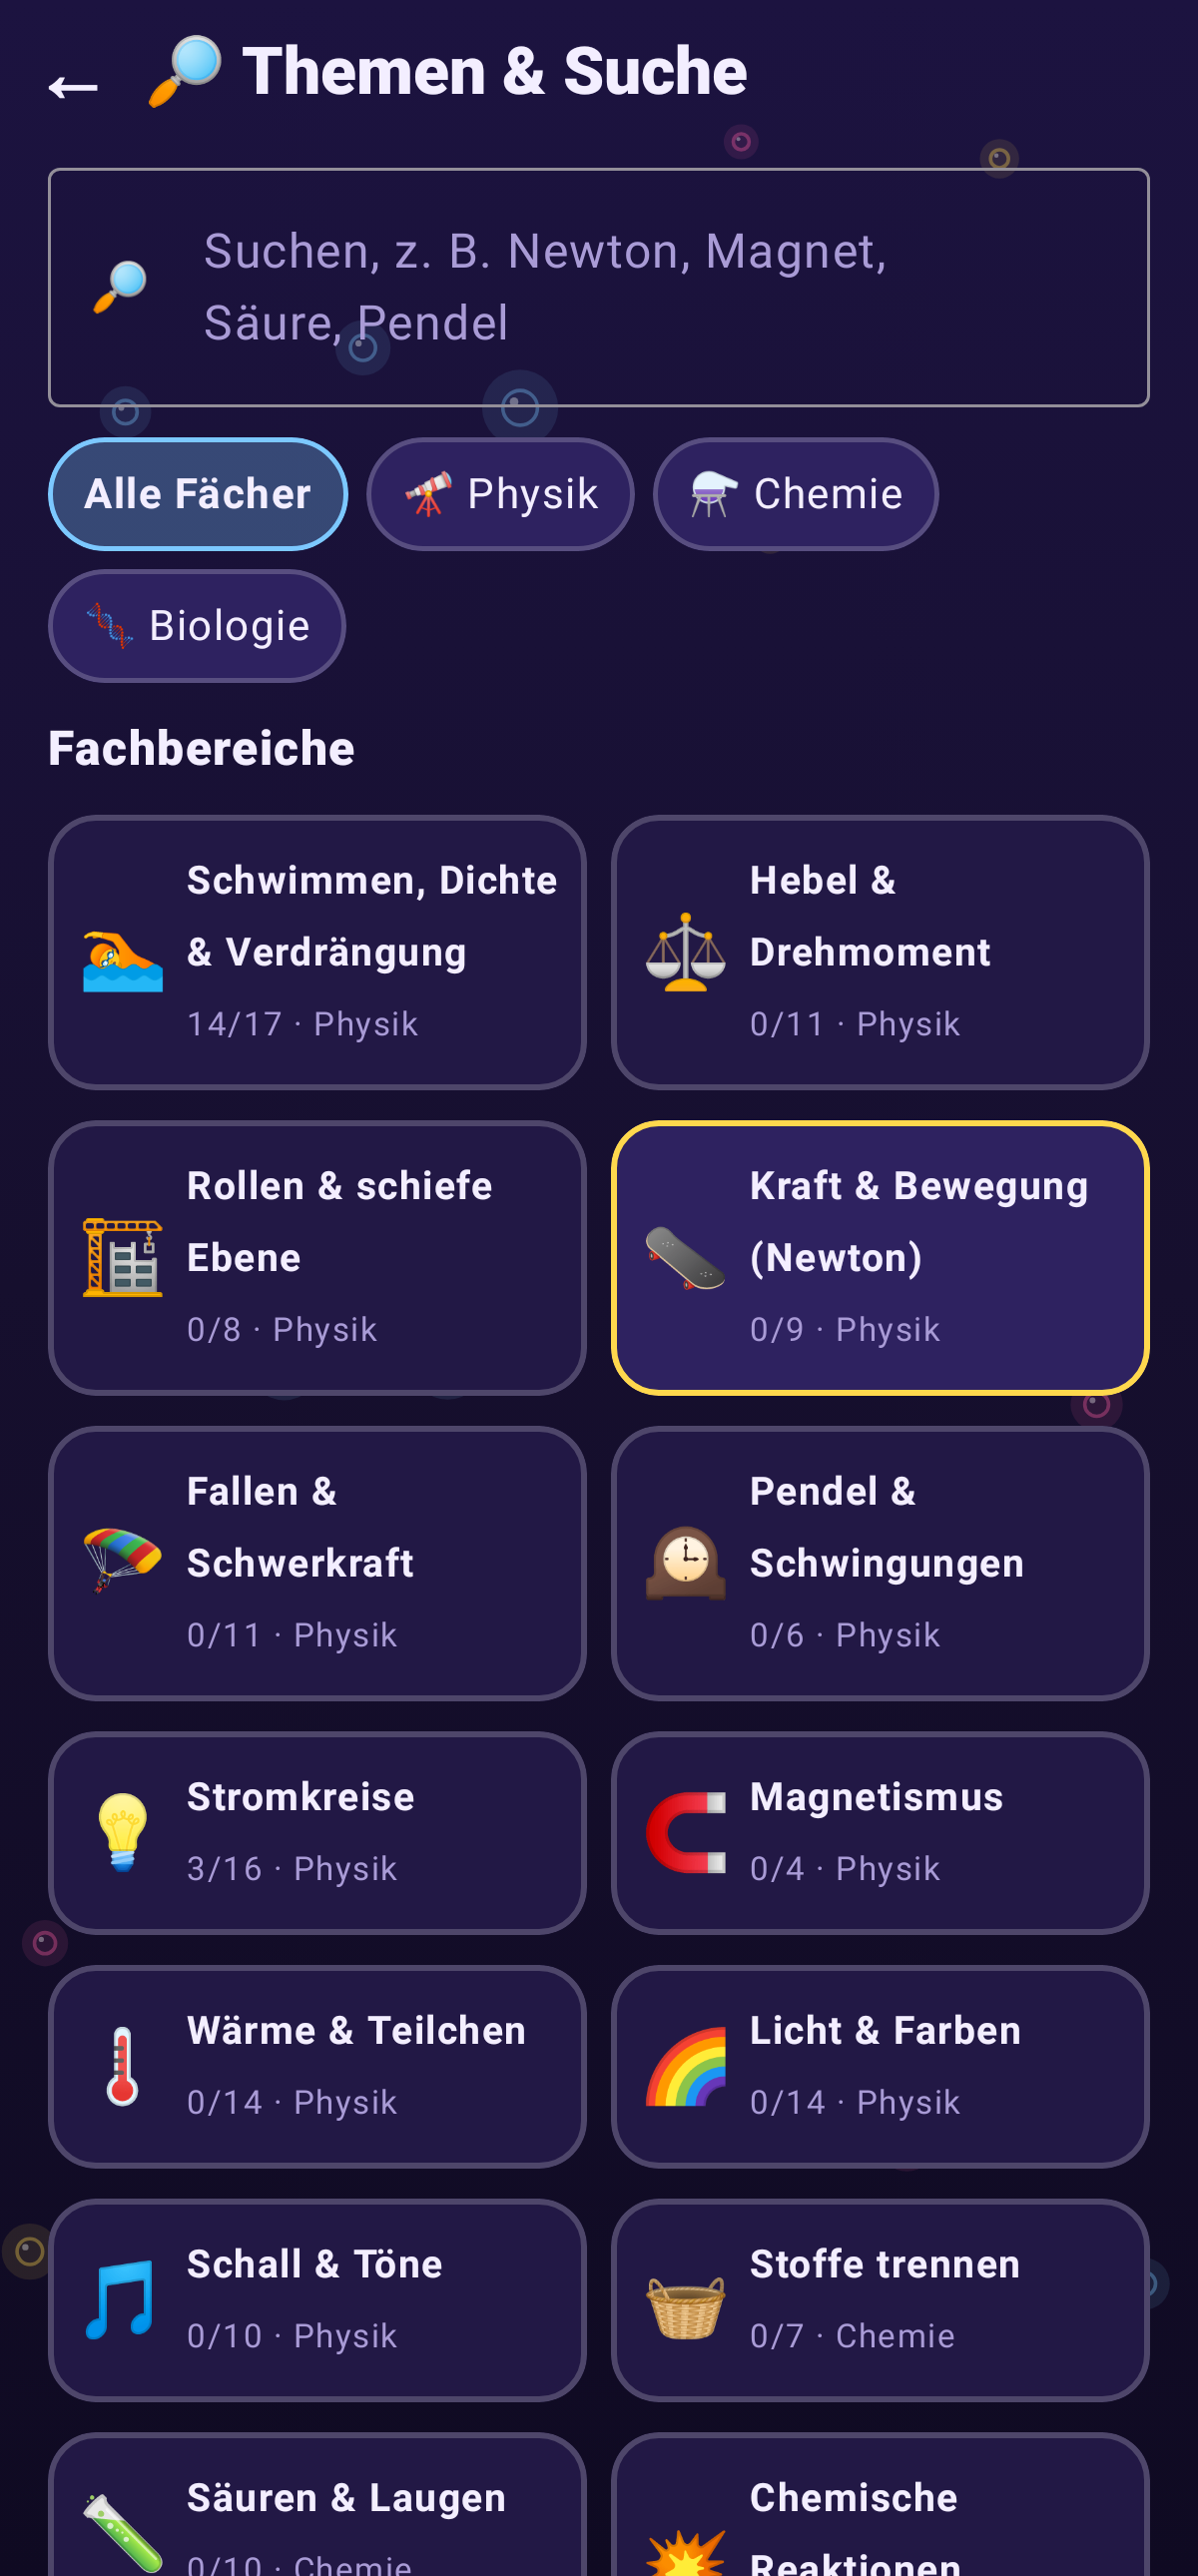 ← Themen & Suche
Suchen, z. B. Newton, Magnet,
Säure, Pendel
Alle Fächer
Physik
Chemie
Biologie
Fachbereiche
Schwimmen, Dichte
& Verdrängung
14/17 · Physik
Hebel &
Drehmoment
0/11 · Physik
Rollen & schiefe
Ebene
0/8 · Physik
Kraft & Bewegung
(Newton)
0/9 · Physik
Fallen &
Schwerkraft
0/11 · Physik
Pendel &
Schwingungen
0/6 · Physik
Stromkreise
3/16 · Physik
Magnetismus
0/4 · Physik
Wärme & Teilchen
0/14 · Physik
Licht & Farben
0/14 · Physik
Schall & Töne
0/10 · Physik
Stoffe trennen
0/7 · Chemie
Säuren & Laugen
0/10 · Chemie
Chemische
Reaktionen